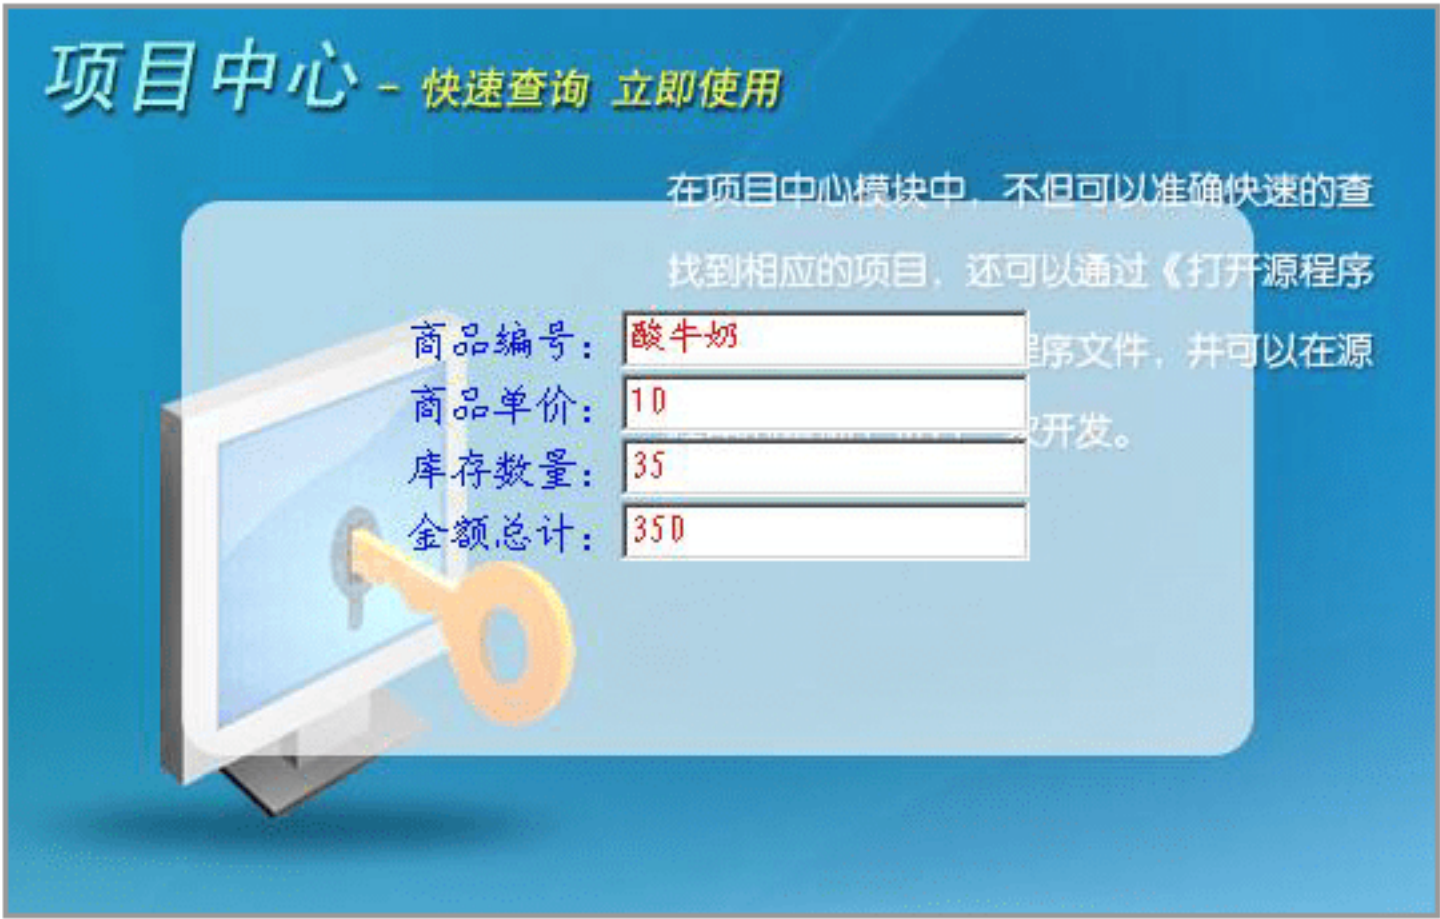 项目中心 - 快速查询 立即使用
在项目中心模块中，不但可以准确快速的查
找到相应的项目，还可以通过《打开源程序
商品编号： 酸牛奶
程序文件，并可以在源
商品单价： 10
次开发。
库存数量： 35
金额总计： 350